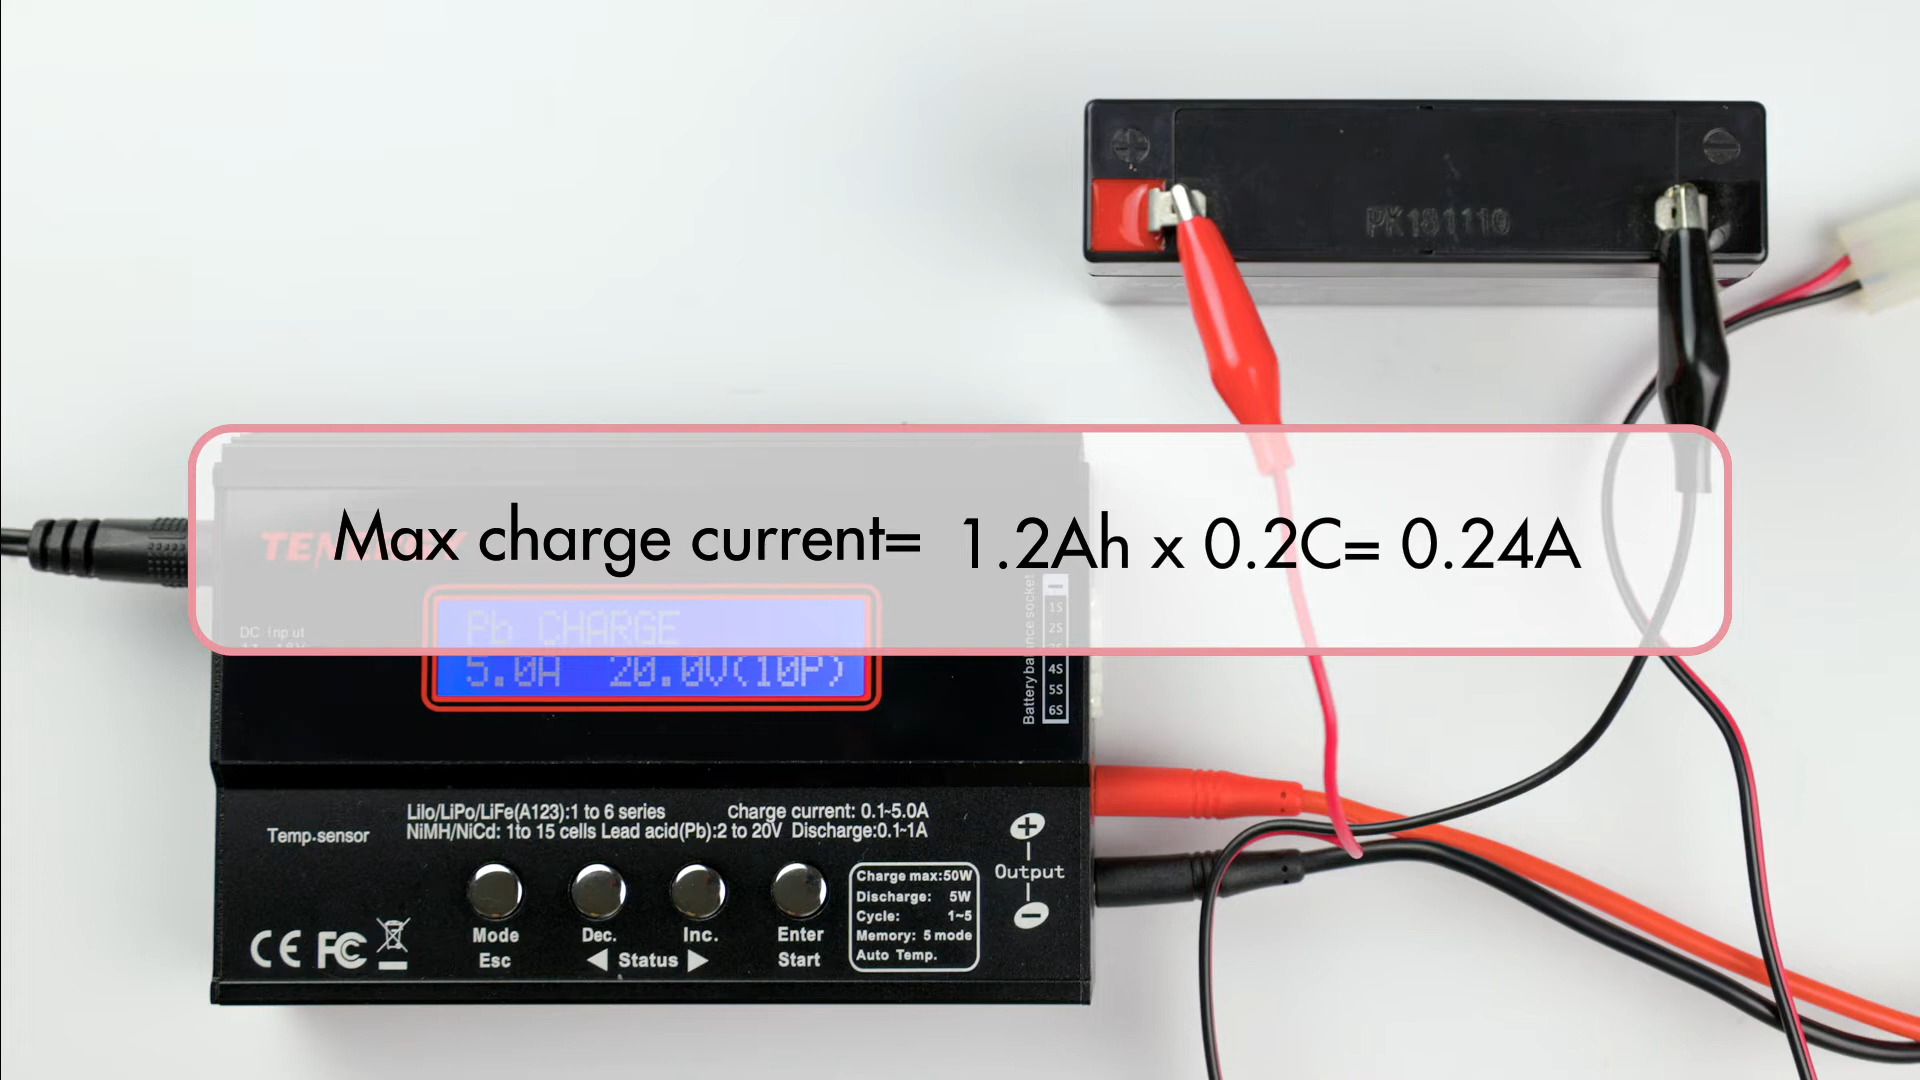 PK181110
Max charge current= 1.2Ah x 0.2C= 0.24A
TENERGY
DC input
Pb CHARGE
5.0A 20.0V(10P)
Battery balance socket
1S
2S
4S
5S
6S
Temp.sensor
Lilo/LiPo/LiFe(A123):1 to 6 series Charge current: 0.1~5.0A
NiMH/NiCd: 1to 15 cells Lead acid(Pb):2 to 20V Discharge:0.1~1A
Charge max:50W
Discharge: 5W
Cycle: 1~5
Memory: 5 mode
Auto Temp.
Output
CE FC
Mode
Esc
Dec.
Inc.
Status
Enter
Start